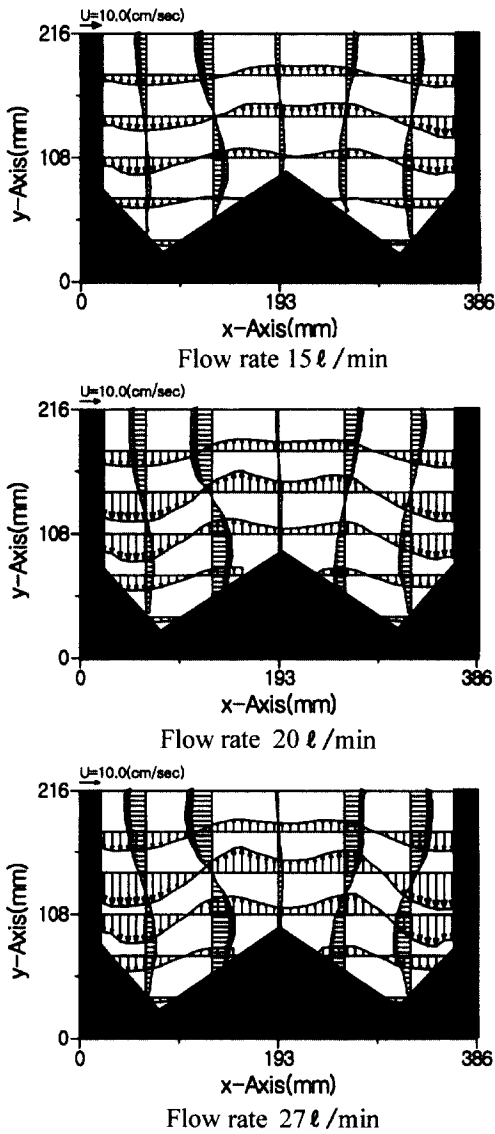 U=10.0(cm/sec)
216
y-Axis(mm)
108
0
0 193 386
x-Axis(mm)
Flow rate 15ℓ/min
U=10.0(cm/sec)
216
y-Axis(mm)
108
0
0 193 386
x-Axis(mm)
Flow rate 20ℓ/min
U=10.0(cm/sec)
216
y-Axis(mm)
108
0
0 193 386
x-Axis(mm)
Flow rate 27ℓ/min